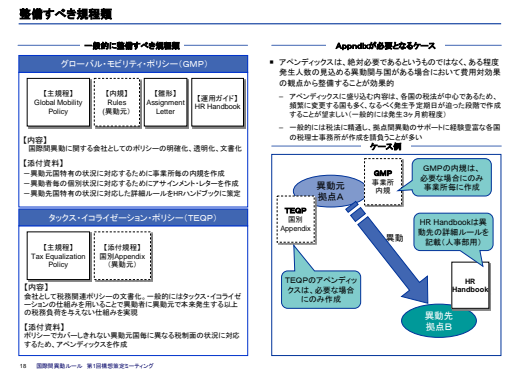 整備すべき規程類
一般的に整備すべき規程類
グローバル・モビリティ・ポリシー(GMP)
【主規程】
Global Mobility
Policy
【内規】
Rules
(異動元)
【雛形】
Assignment
Letter
【運用ガイド】
HR Handbook
【内容】
国際間異動に関する会社としてのポリシーの明確化、透明化、文書化
【添付資料】
－異動元固有の状況に対応するために事業所毎の内規を作成
－異動者毎の個別状況に対応するためにアサインメント・レターを作成
－異動先国特有の状況に対応した詳細ルールをHRハンドブックに策定
タックス・イコライゼーション・ポリシー(TEQP)
【主規程】
Tax Equalization
Policy
【添付規程】
国別Appendix
(異動元)
【内容】
会社として税務関連ポリシーの文書化。一般的にはタックス・イコライゼ
ーションの仕組みを用いることで異動者に異動元で本来発生する以上
の税務負荷を与えない仕組みを実現
【添付資料】
ポリシーでカバーしきれない異動元国毎に異なる税制面の状況に対応
するため、アペンディックスを作成
Appndixが必要となるケース
■ アペンディクスは、絶対必要であるというものではなく、ある程度
発生人数の見込める異動関与国がある場合において費用対効果
の観点から整備することが効果的
– アペンディックスに盛り込む内容は、各国の税法が中心であるため、
頻繁に変更する国も多く、なるべく発生予定期日が迫った段階で作成
することが望ましい(一般的には発生3ヶ月前程度)
– 一般的には税法に精通し、拠点間異動のサポートに経験豊富な各国
の税理士事務所が作成を請負うことが多い
ケース例
異動元
拠点A
GMP
事業所
内規
GMPの内規は、
必要な場合にのみ
事業所毎に作成
TEQP
国別
Appendix
異動
HR Handbookは異
動先の詳細ルールを
記載(人事部用)
TEQPのアペンディッ
クスは、必要な場合
にのみ作成
HR
Handbook
異動先
拠点B
18 国際間異動ルール 第1回構想策定ミーティング